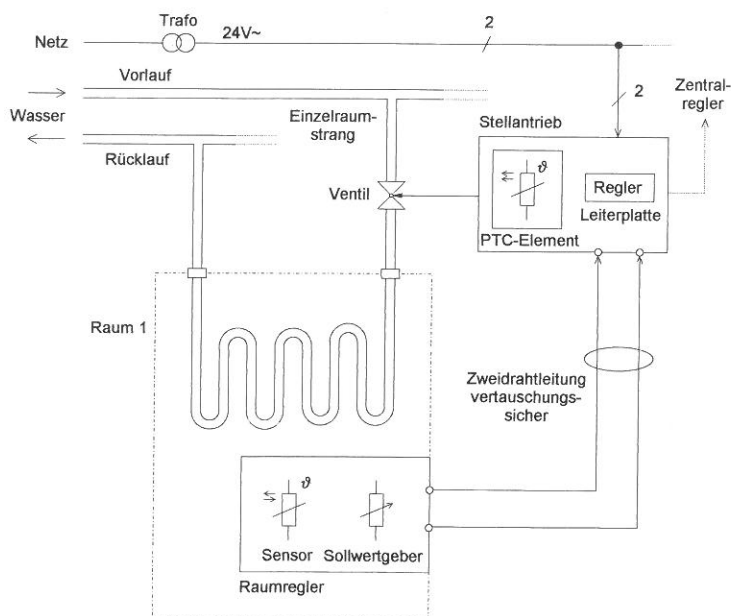 Trafo
Netz
24V~
2
Vorlauf
2
Zentral-
regler
Wasser
Einzelraum-
strang
Stellantrieb
Rücklauf
ϑ
Regler
Ventil
Leiterplatte
PTC-Element
Raum 1
Zweidrahtleitung
vertauschungs-
sicher
ϑ
Sensor
Sollwertgeber
Raumregler